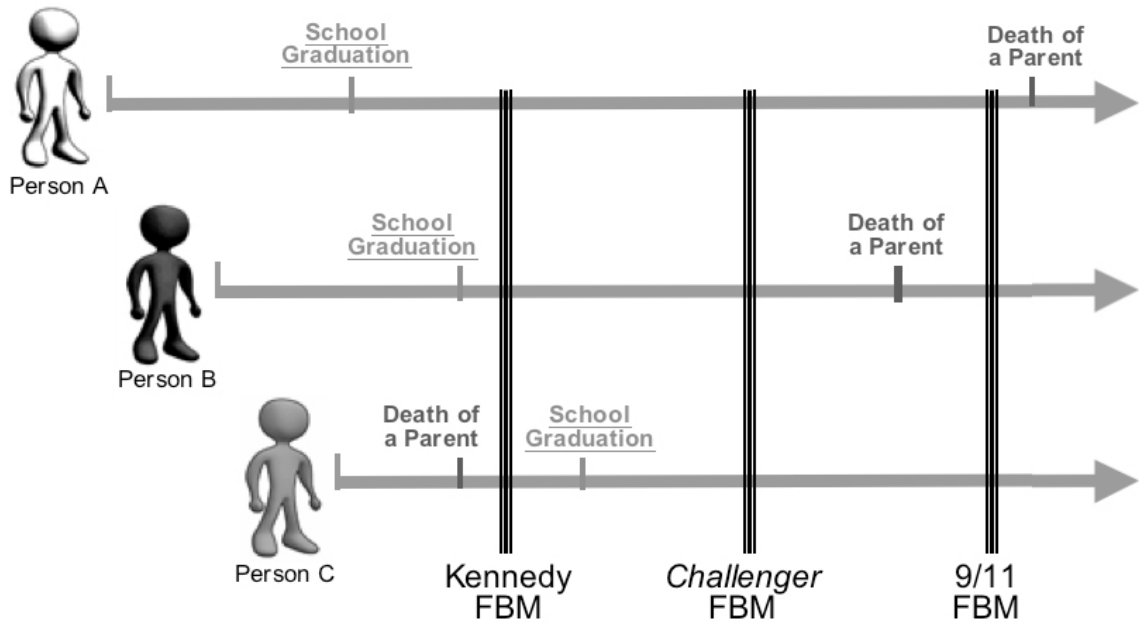 School
Graduation
Death of
a Parent
Person A
School
Graduation
Death of
a Parent
Person B
Death of
a Parent
School
Graduation
Person C
Kennedy
FBM
Challenger
FBM
9/11
FBM